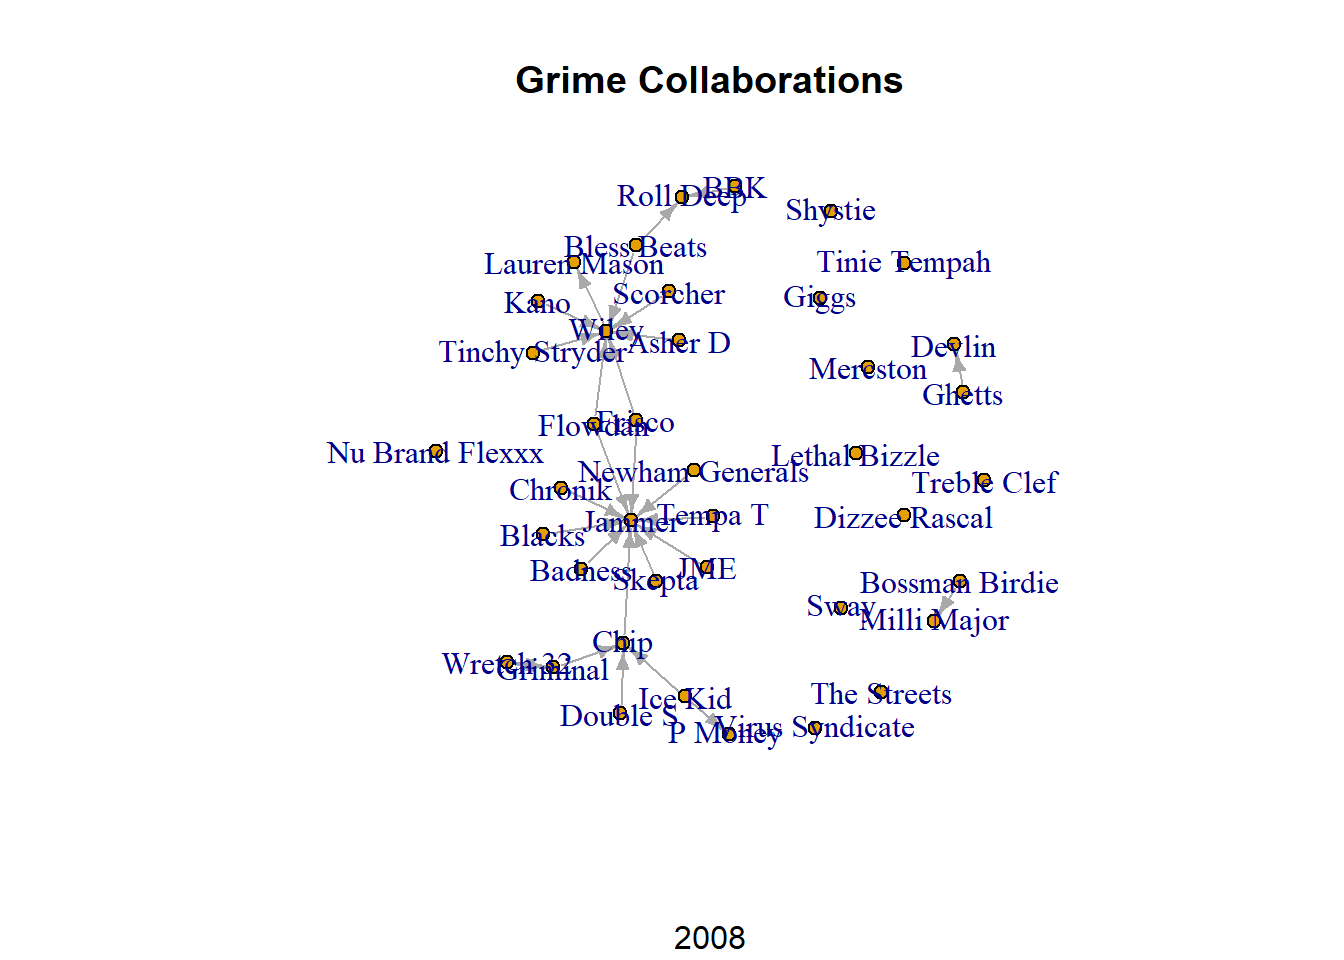 Grime Collaborations
BBK
Roll Deep
Shystie
Bless Beats
Lauren Mason
Tinie Tempah
Kano
Scorcher
Giggs
Wiley
Asher D
Tinchy Stryder
Devlin
Mereston
Ghetts
Flowdan
Frisco
Nu Brand Flexxx
Lethal Bizzle
Newham Generals
Chronik
Treble Clef
Jammer
Tempa T
Dizzee Rascal
Blacks
Badness
Skepta
JME
Bossman Birdie
Sway
Milli Major
Chip
Wretch 32
Griminal
Ice Kid
The Streets
Double S
P Money
Virus Syndicate
2008